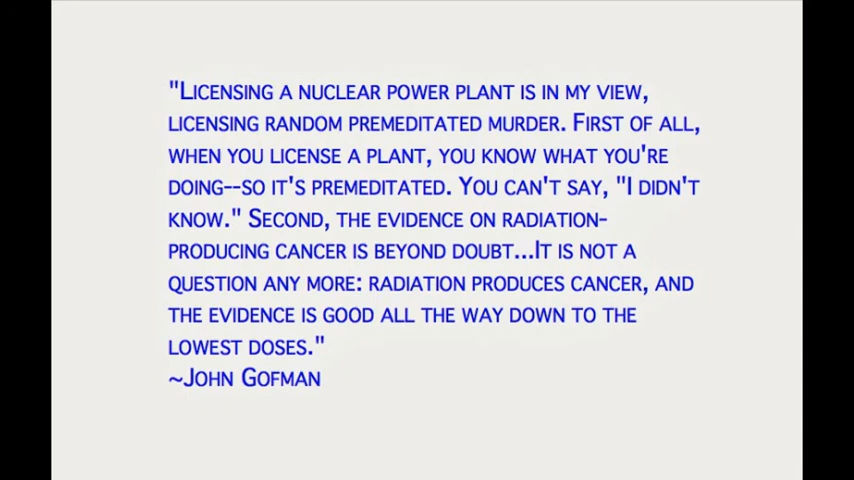 "Licensing a nuclear power plant is in my view,
licensing random premeditated murder. First of all,
when you license a plant, you know what you're
doing--so it's premeditated. You can't say, "I didn't
know." Second, the evidence on radiation-
producing cancer is beyond doubt...It is not a
question any more: radiation produces cancer, and
the evidence is good all the way down to the
lowest doses."
~John Gofman